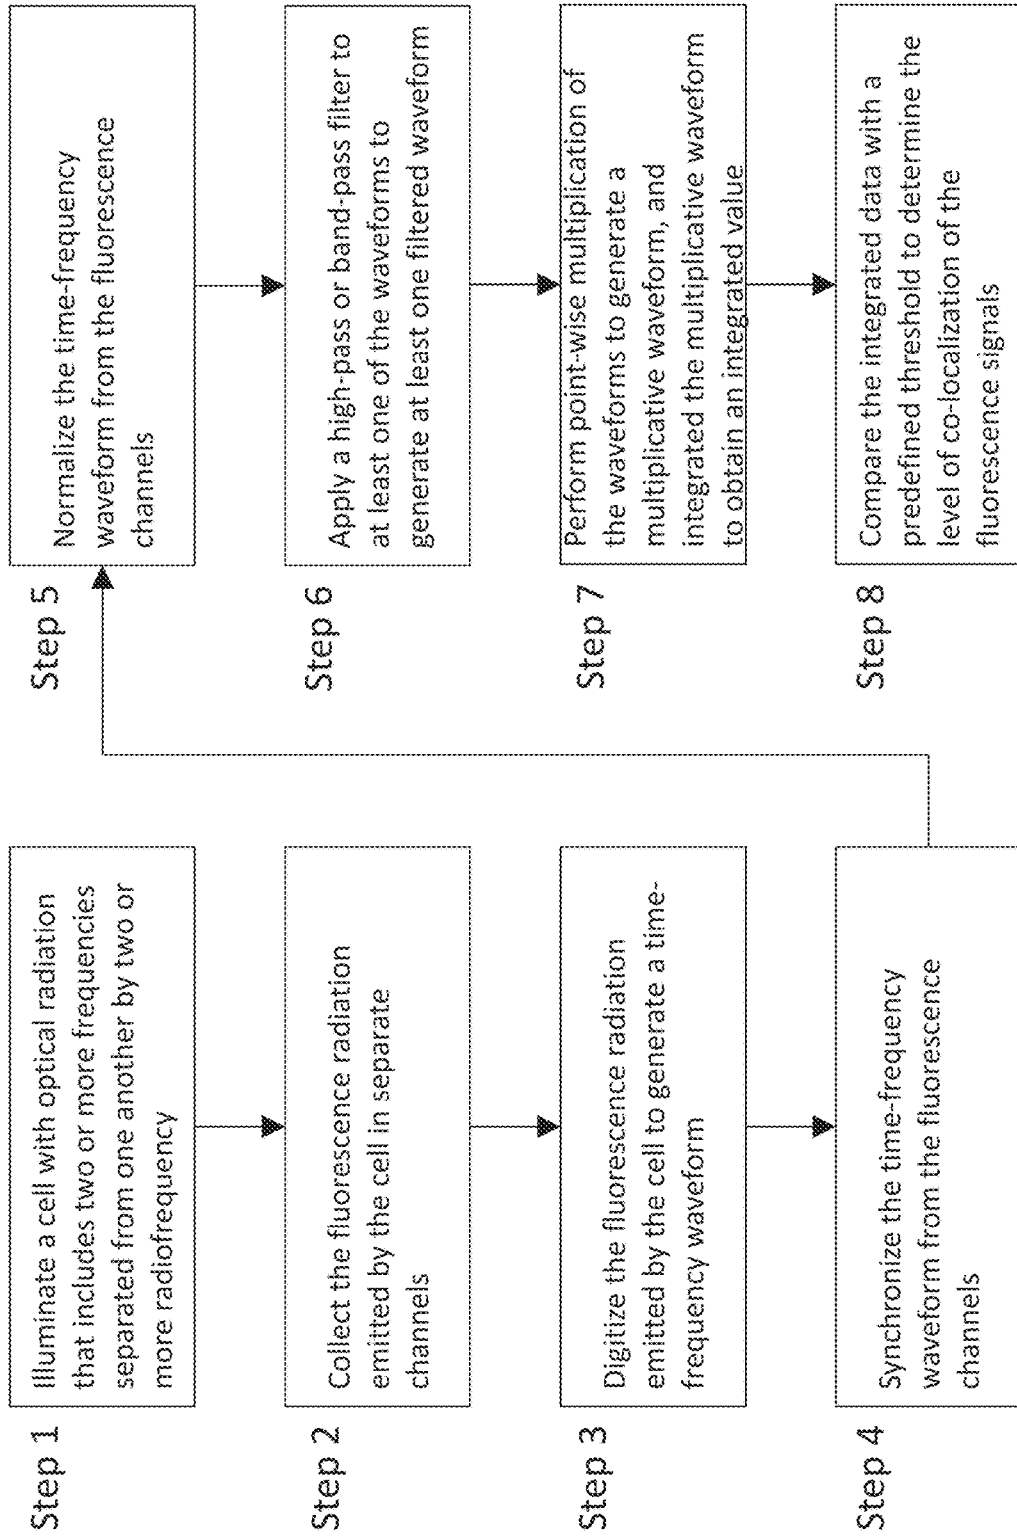 Step 1
Illuminate a cell with optical radiation
that includes two or more frequencies
separated from one another by two or
more radiofrequency
Step 2
Collect the fluorescence radiation
emitted by the cell in separate
channels
Step 3
Digitize the fluorescence radiation
emitted by the cell to generate a time-
frequency waveform
Step 4
Synchronize the time-frequency
waveform from the fluorescence
channels
Step 5
Normalize the time-frequency
waveform from the fluorescence
channels
Step 6
Apply a high-pass or band-pass filter to
at least one of the waveforms to
generate at least one filtered waveform
Step 7
Perform point-wise multiplication of
the waveforms to generate a
multiplicative waveform, and
integrated the multiplicative waveform
to obtain an integrated value
Step 8
Compare the integrated data with a
predefined threshold to determine the
level of co-localization of the
fluorescence signals